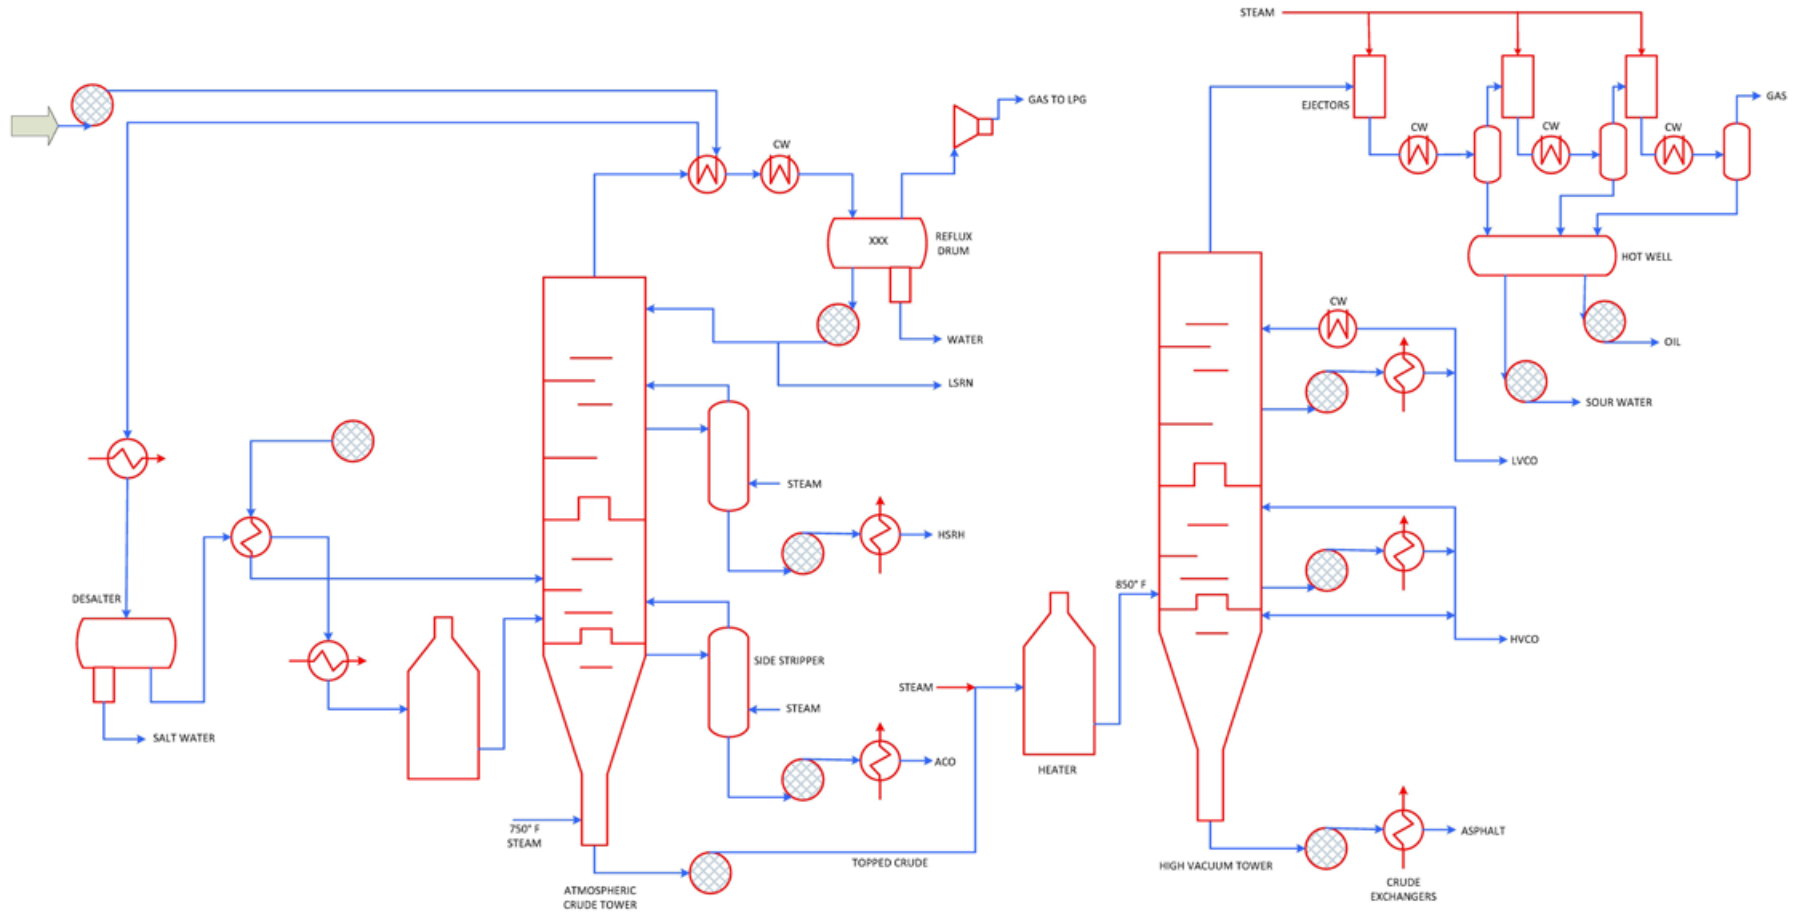 STEAM
GAS TO LPG
GAS
EJECTORS
CW
CW
CW
CW
XXX
REFLUX
DRUM
HOT WELL
CW
WATER
OIL
LSRN
SOUR WATER
LVCO
STEAM
HSRH
850° F
DESALTER
HVCO
SIDE STRIPPER
STEAM
STEAM
SALT WATER
ACO
HEATER
750° F
STEAM
ASPHALT
TOPPED CRUDE
HIGH VACUUM TOWER
ATMOSPHERIC
CRUDE TOWER
CRUDE
EXCHANGERS